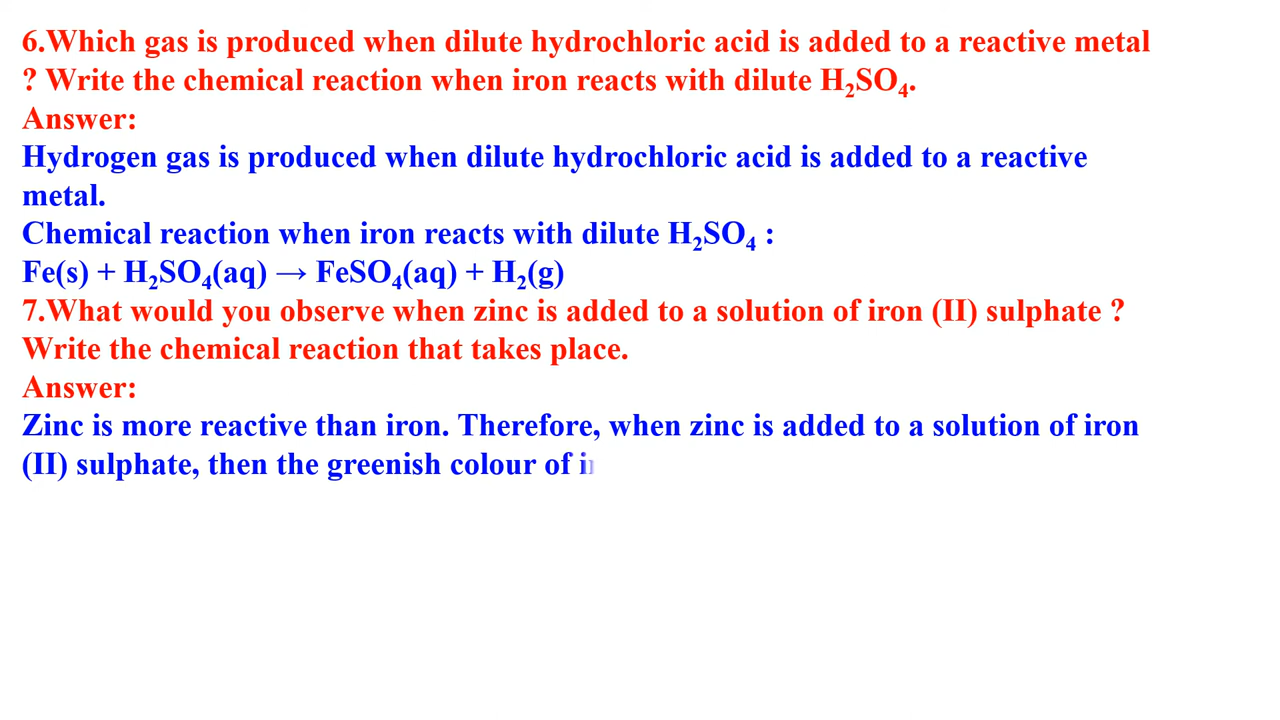 6.Which gas is produced when dilute hydrochloric acid is added to a reactive metal
? Write the chemical reaction when iron reacts with dilute H₂SO₄.
Answer:
Hydrogen gas is produced when dilute hydrochloric acid is added to a reactive
metal.
Chemical reaction when iron reacts with dilute H₂SO₄ :
Fe(s) + H₂SO₄(aq) → FeSO₄(aq) + H₂(g)
7.What would you observe when zinc is added to a solution of iron (II) sulphate ?
Write the chemical reaction that takes place.
Answer:
Zinc is more reactive than iron. Therefore, when zinc is added to a solution of iron
(II) sulphate, then the greenish colour of